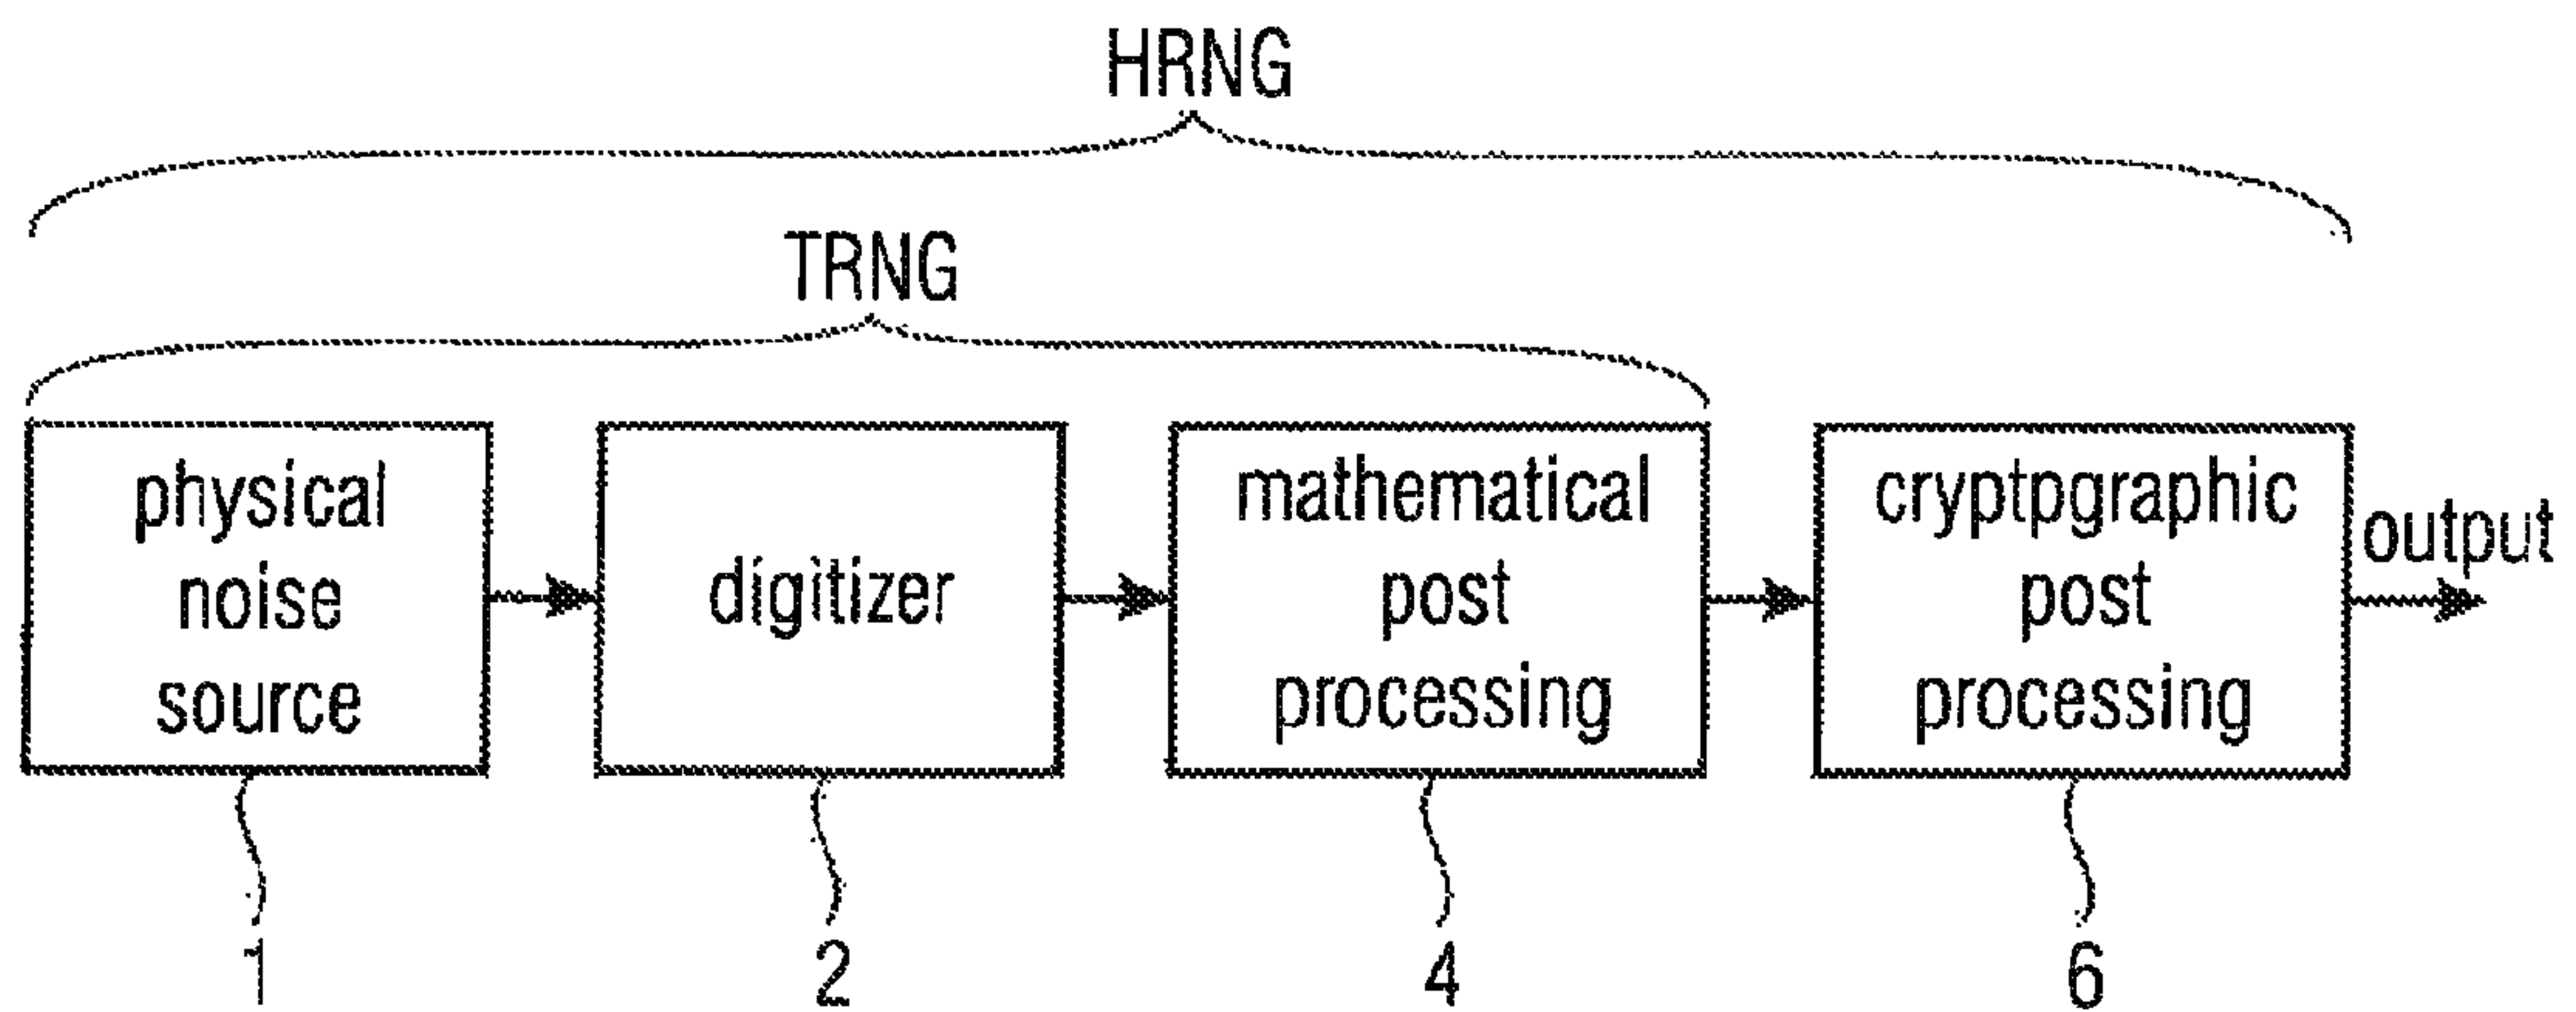 HRNG
TRNG
physical
noise
source
digitizer
mathematical
post
processing
cryptpgraphic
post
processing
output
1
2
4
6